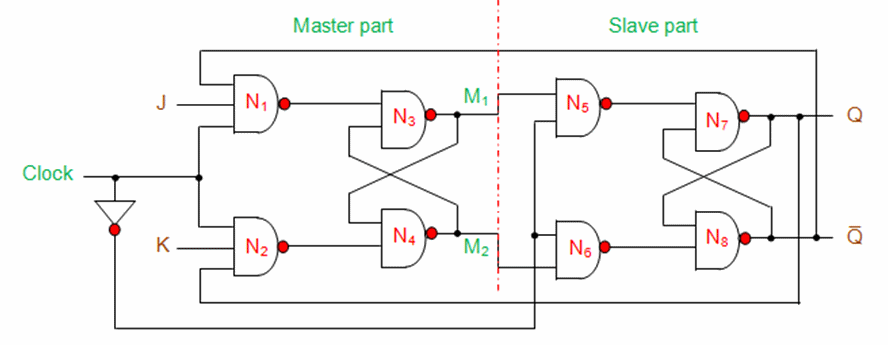 Master part
Slave part
J
N1
N3
M1
N5
N7
Q
Clock
K
N2
N4
M2
N6
N8
Q̅